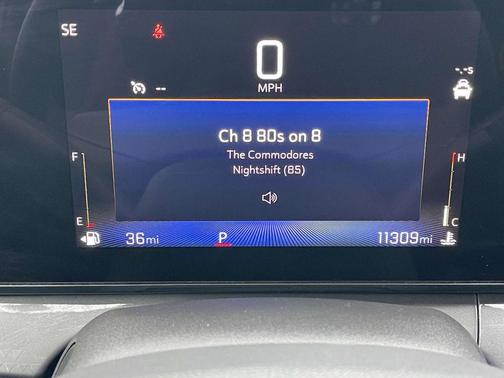 SE
0
MPH
--
-.-s
Ch 8 80s on 8
The Commodores
Nightshift (85)
F
H
E
C
36mi
P
11309mi